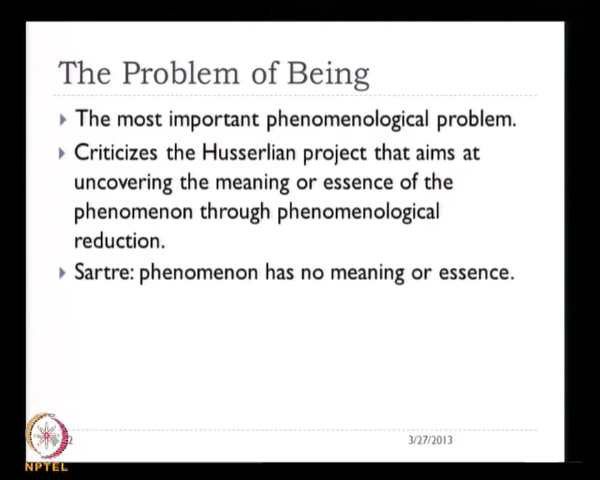 The Problem of Being
The most important phenomenological problem.
Criticizes the Husserlian project that aims at
uncovering the meaning or essence of the
phenomenon through phenomenological
reduction.
Sartre: phenomenon has no meaning or essence.
2
3/27/2013
NPTEL